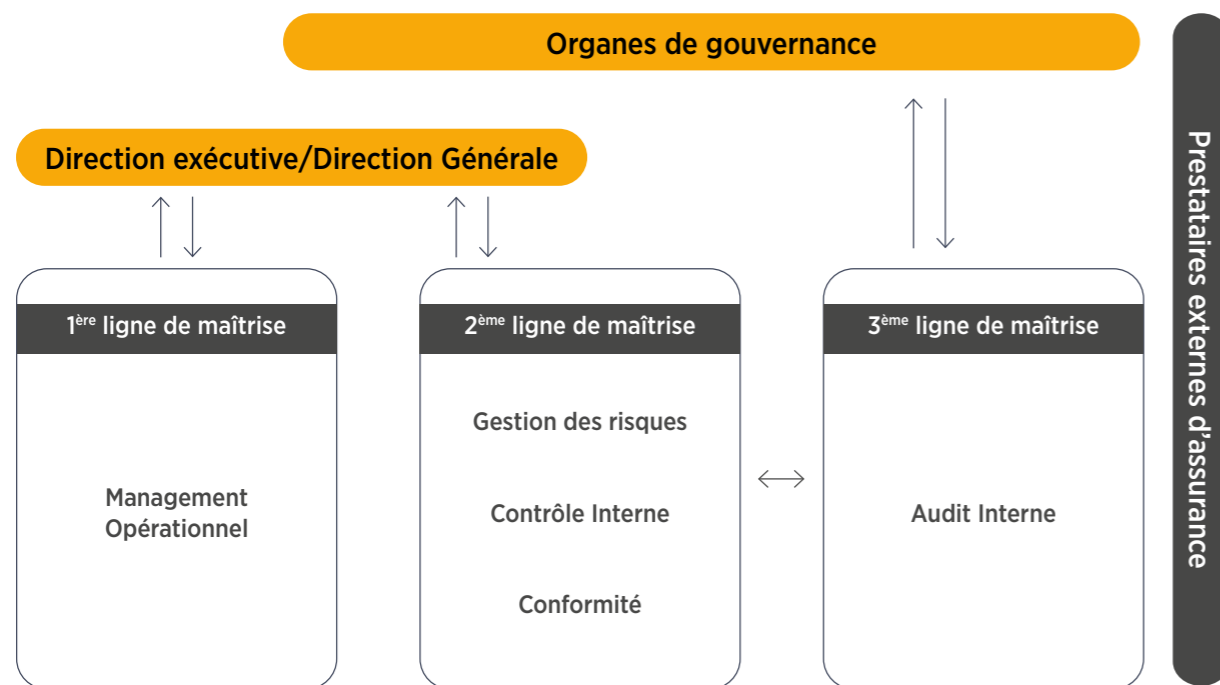 Organes de gouvernance
Direction exécutive/Direction Générale
1ère ligne de maîtrise
Management
Opérationnel
2ème ligne de maîtrise
Gestion des risques
Contrôle Interne
Conformité
3ème ligne de maîtrise
Audit Interne
Prestataires externes d'assurance